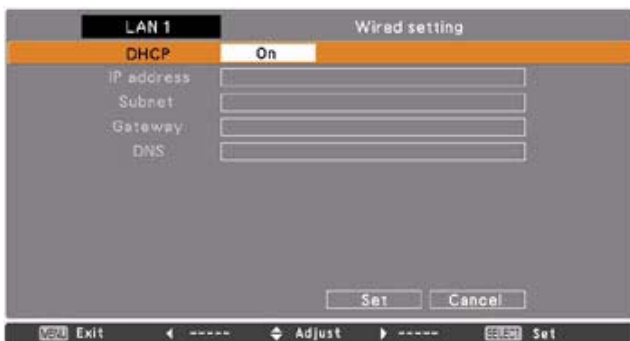 LAN 1 Wired setting
DHCP On
IP address
Subnet
Gateway
DNS
Set Cancel
MENU Exit ◀ ----- ◆ Adjust ▶ ----- SELECT Set